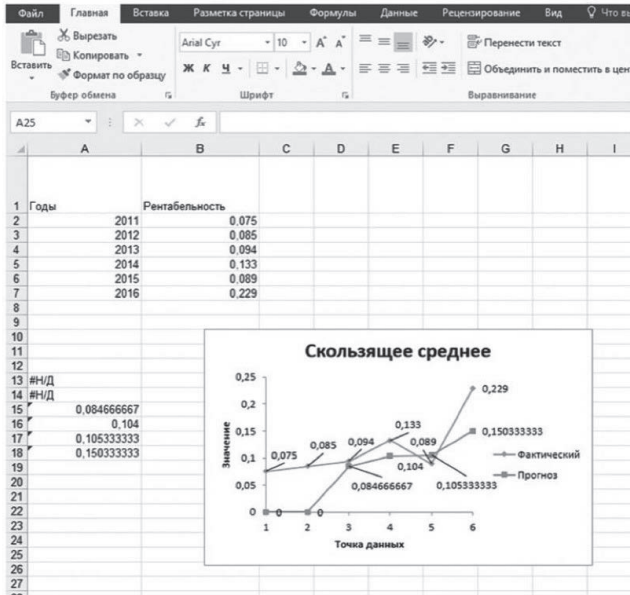 Файл Главная Вставка Разметка страницы Формулы Данные Рецензирование Вид Что вы
Вставить
Вырезать
Копировать
Формат по образцу
Буфер обмена
Arial Cyr 10 A A
Ж К Ч А
Шрифт
Перенести текст
Объединить и поместить в цен
Выравнивание
A25 fx
A B C D E F G H I
1 Годы Рентабельность
2 2011 0,075
3 2012 0,085
4 2013 0,094
5 2014 0,133
6 2015 0,089
7 2016 0,229
8
9
10
11
12
13 #Н/Д
14 #Н/Д
15 0,084666667
16 0,104
17 0,105333333
18 0,150333333
19
20
21
22
23
24
25
26
27
Скользящее среднее
Значение
0,25
0,2
0,15
0,1
0,05
0
0,075
0,085
0,094
0,133
0,089
0,229
0
0
0,084666667
0,104
0,105333333
0,150333333
Фактический
Прогноз
1 2 3 4 5 6
Точка данных